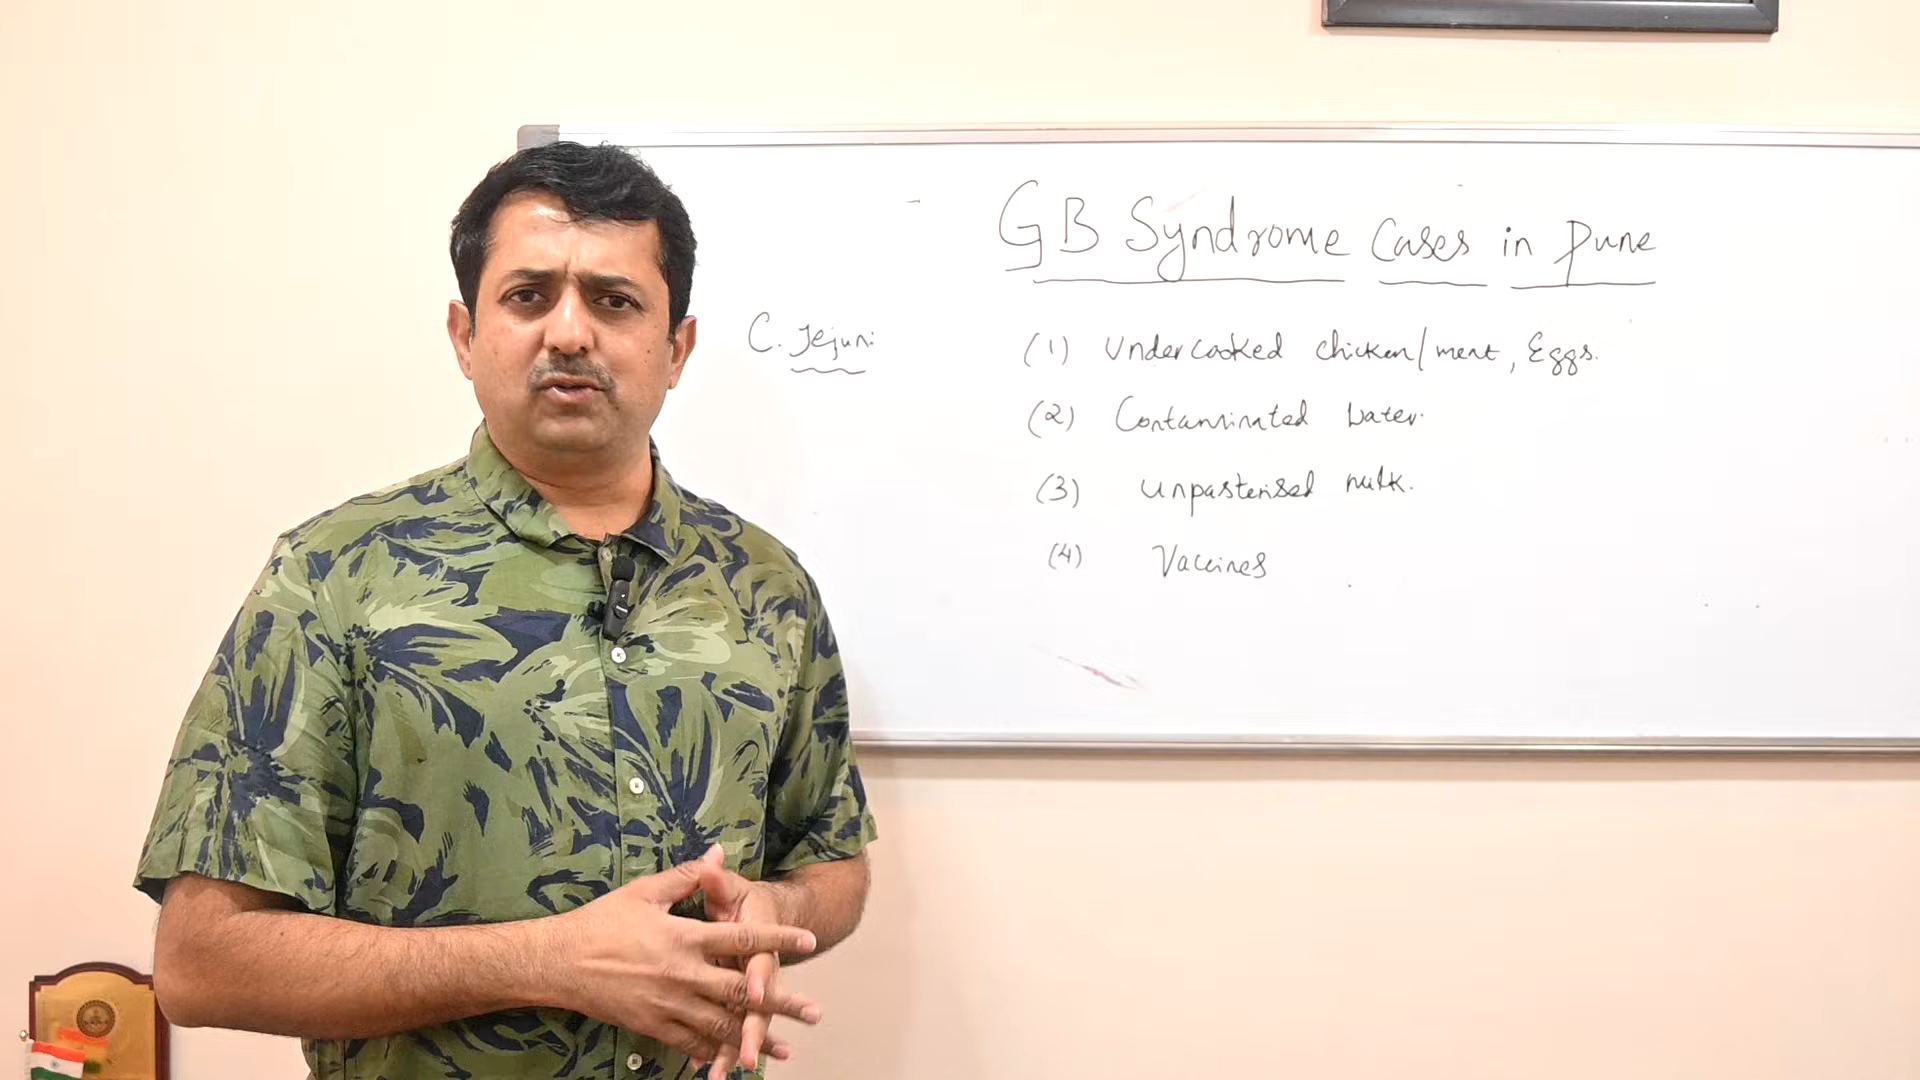 GB Syndrome Cases in Pune
C. Jejuni
(1) Undercooked chicken/meat, Eggs.
(2) Contaminated Water.
(3) Unpasterised milk.
(4) Vaccines